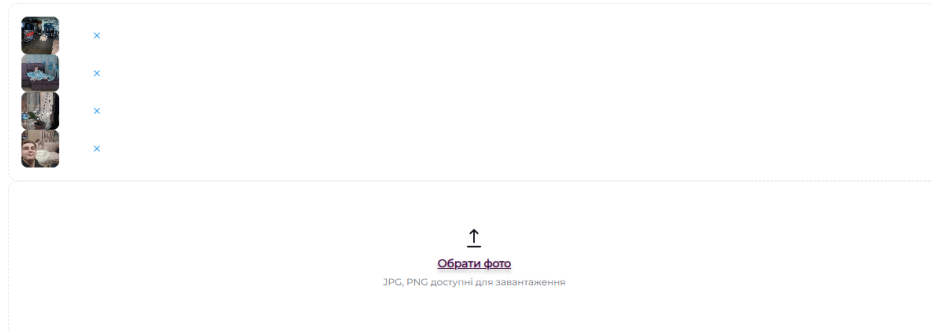 Обрати фото
JPG, PNG доступні для завантаження